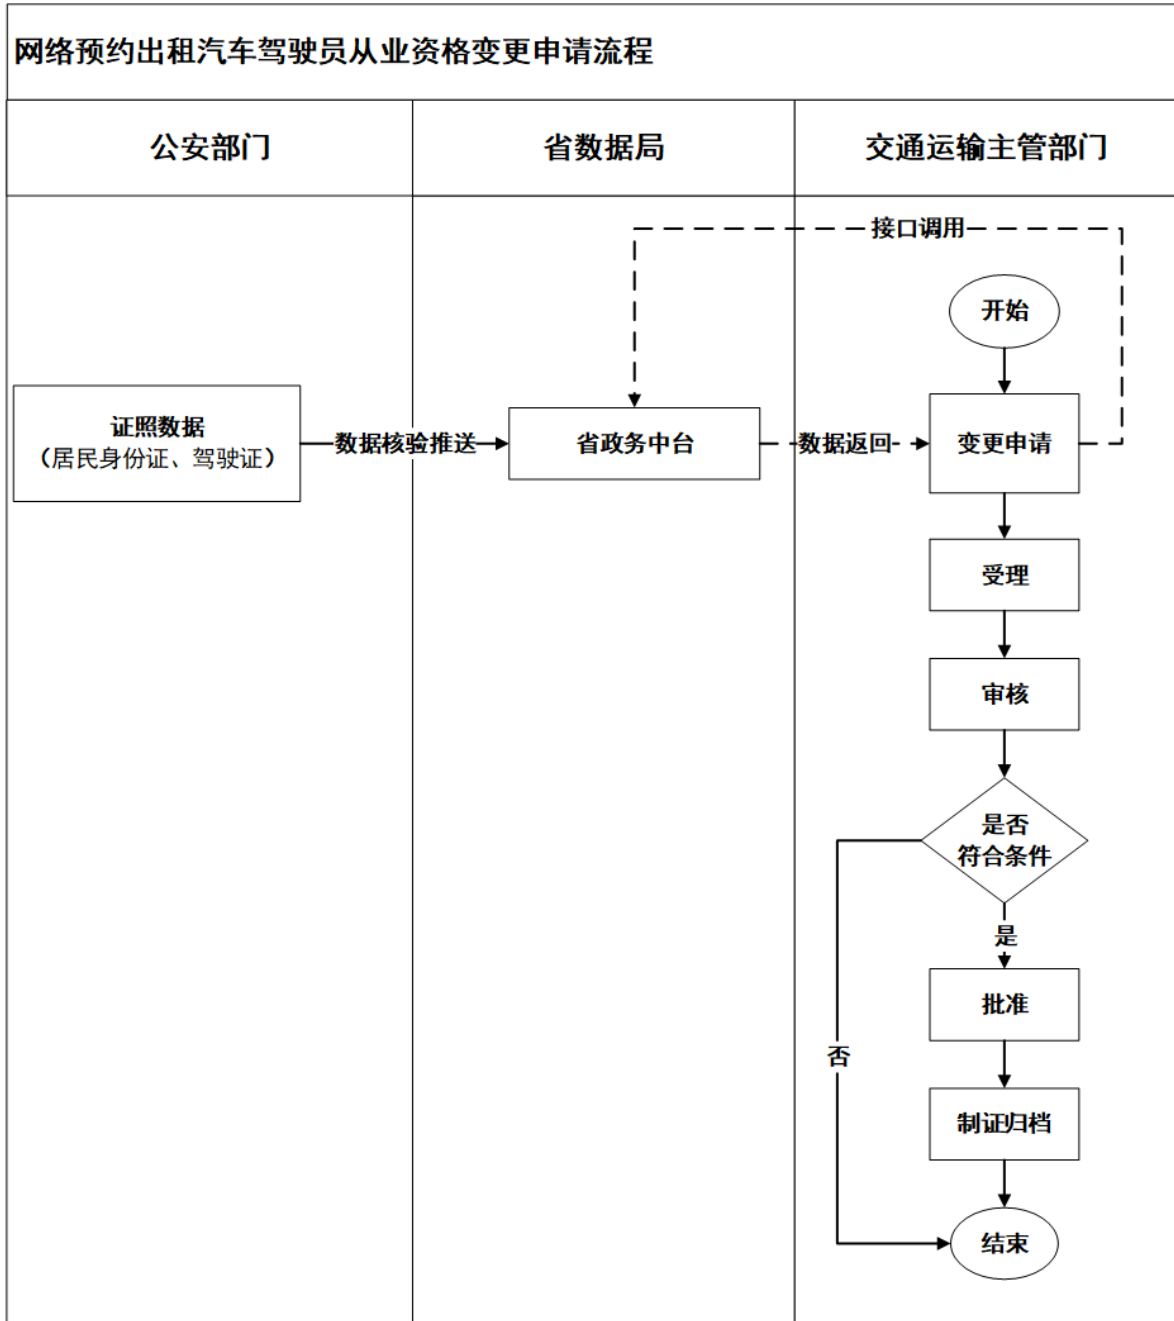 网络预约出租汽车驾驶员从业资格变更申请流程
公安部门
省数据局
交通运输主管部门
接口调用
开始
证照数据
（居民身份证、驾驶证）
数据核验推送
省政务中台
数据返回
变更申请
受理
审核
是否
符合条件
是
批准
否
制证归档
结束